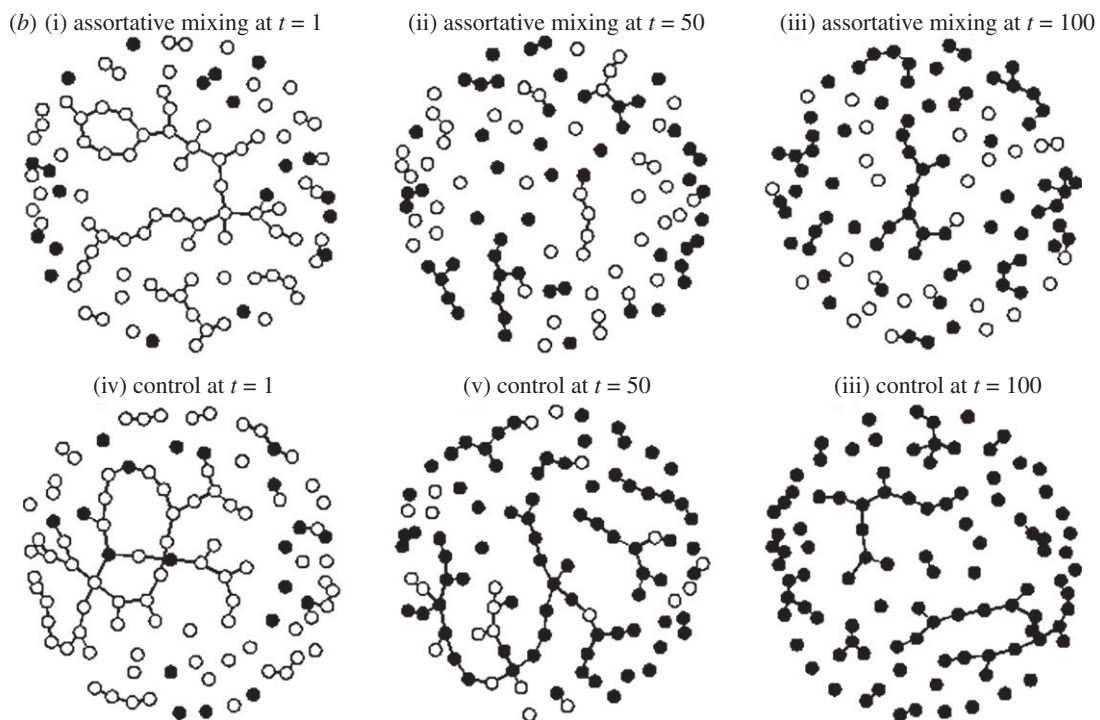 (b) (i) assortative mixing at t = 1
(ii) assortative mixing at t = 50
(iii) assortative mixing at t = 100
(iv) control at t = 1
(v) control at t = 50
(iii) control at t = 100